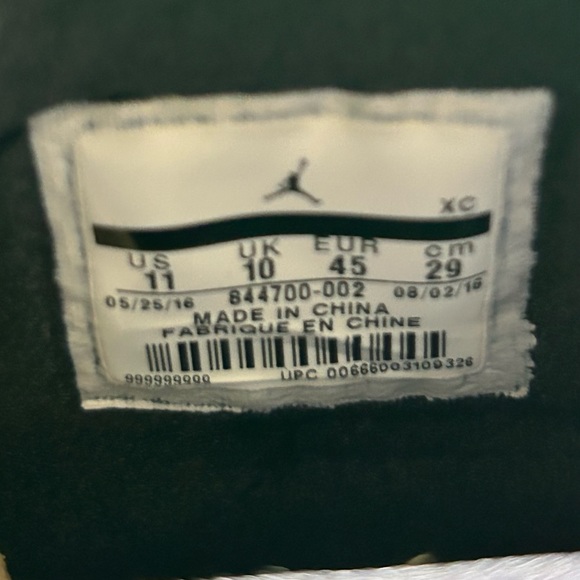 XC
US UK EUR cm
11 10 45 29
05/25/16 844700-002 08/02/16
MADE IN CHINA
FABRIQUE EN CHINE
999999900 UPC 00666003109326